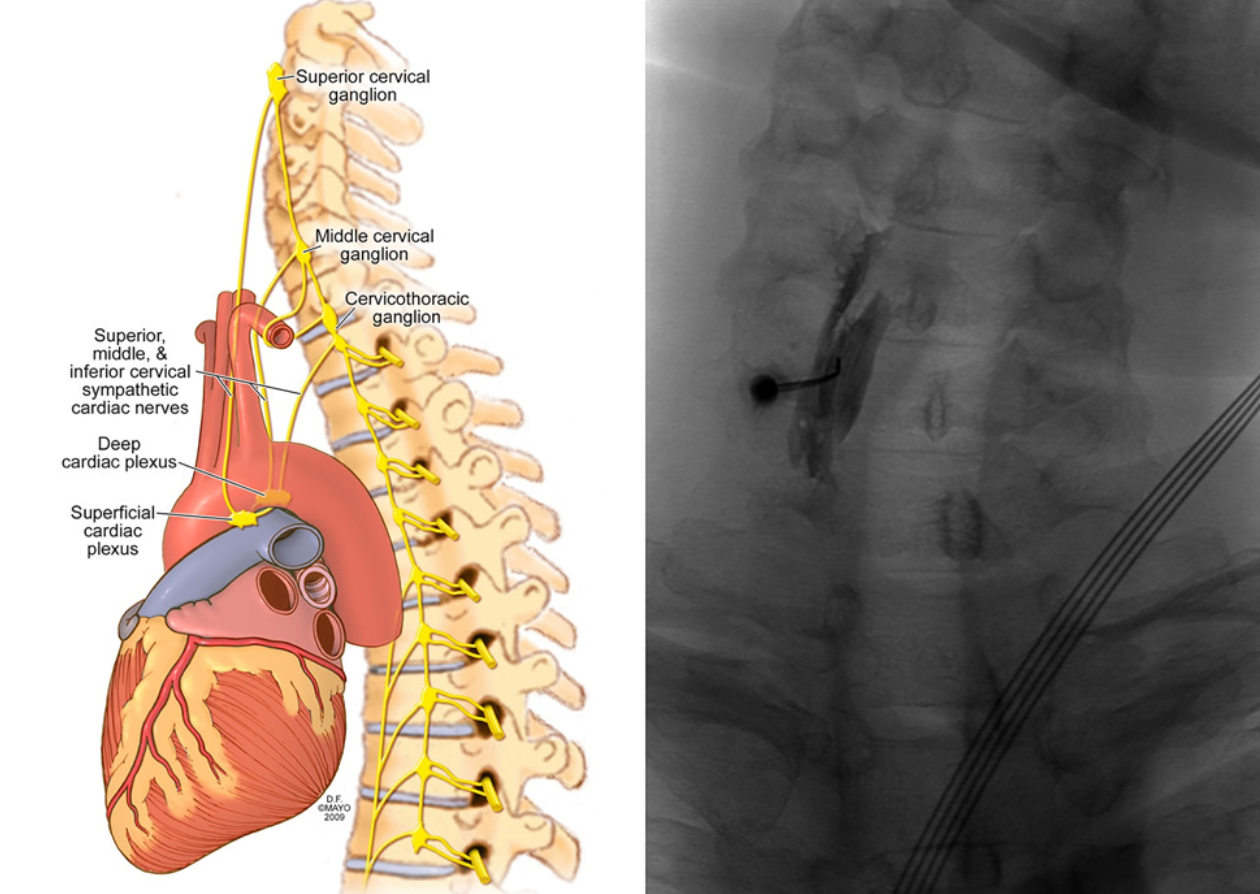 Superior cervical
ganglion
Middle cervical
ganglion
Cervicothoracic
ganglion
Superior,
middle, &
inferior cervical
sympathetic
cardiac nerves
Deep
cardiac plexus
Superficial
cardiac
plexus
D.F.
©MAYO
2009